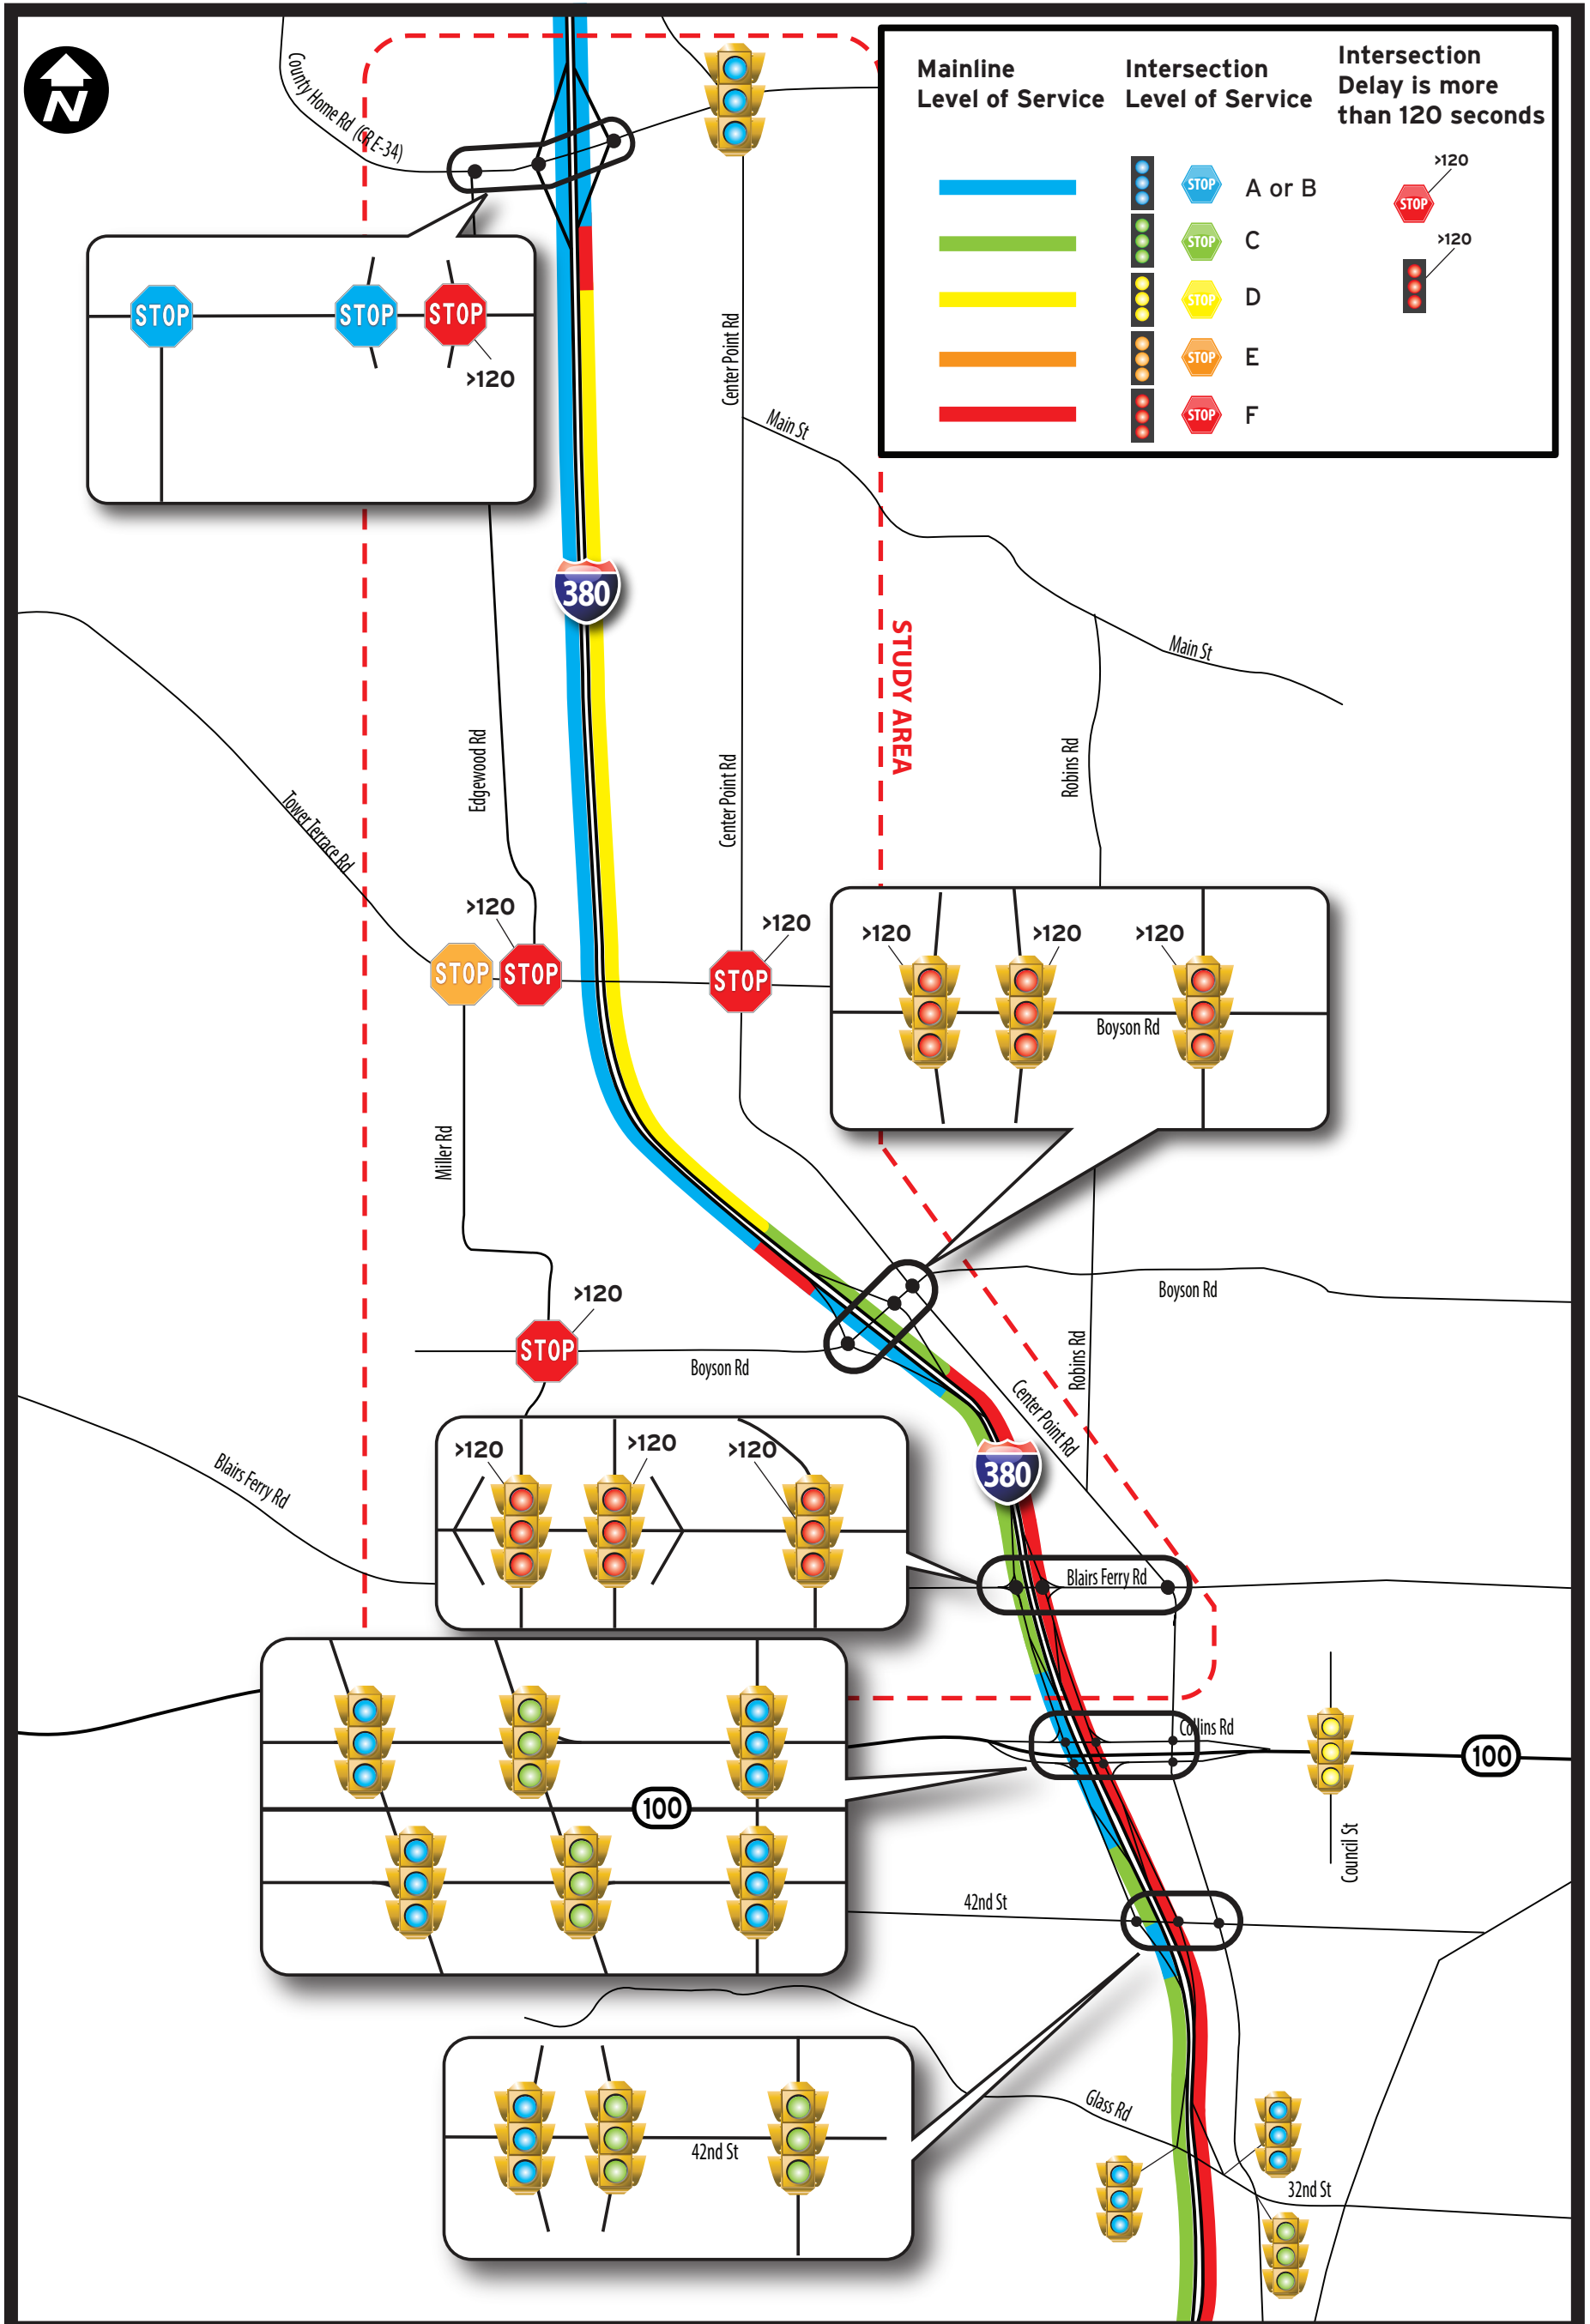 N
County Home Rd (CR E-34)
Mainline
Level of Service
Intersection
Level of Service
Intersection
Delay is more
than 120 seconds
STOP
A or B
STOP
C
STOP
D
STOP
E
STOP
F
>120
STOP
>120
STOP
STOP
STOP
>120
Center Point Rd
Main St
380
STUDY AREA
Main St
Edgewood Rd
Center Point Rd
Robins Rd
Tower Terrace Rd
>120
STOP
STOP
>120
STOP
>120
>120
>120
Boyson Rd
Miller Rd
Boyson Rd
>120
STOP
Boyson Rd
Robins Rd
Center Point Rd
Blairs Ferry Rd
>120
>120
>120
380
Blairs Ferry Rd
Collins Rd
100
100
Council St
42nd St
42nd St
Glass Rd
32nd St